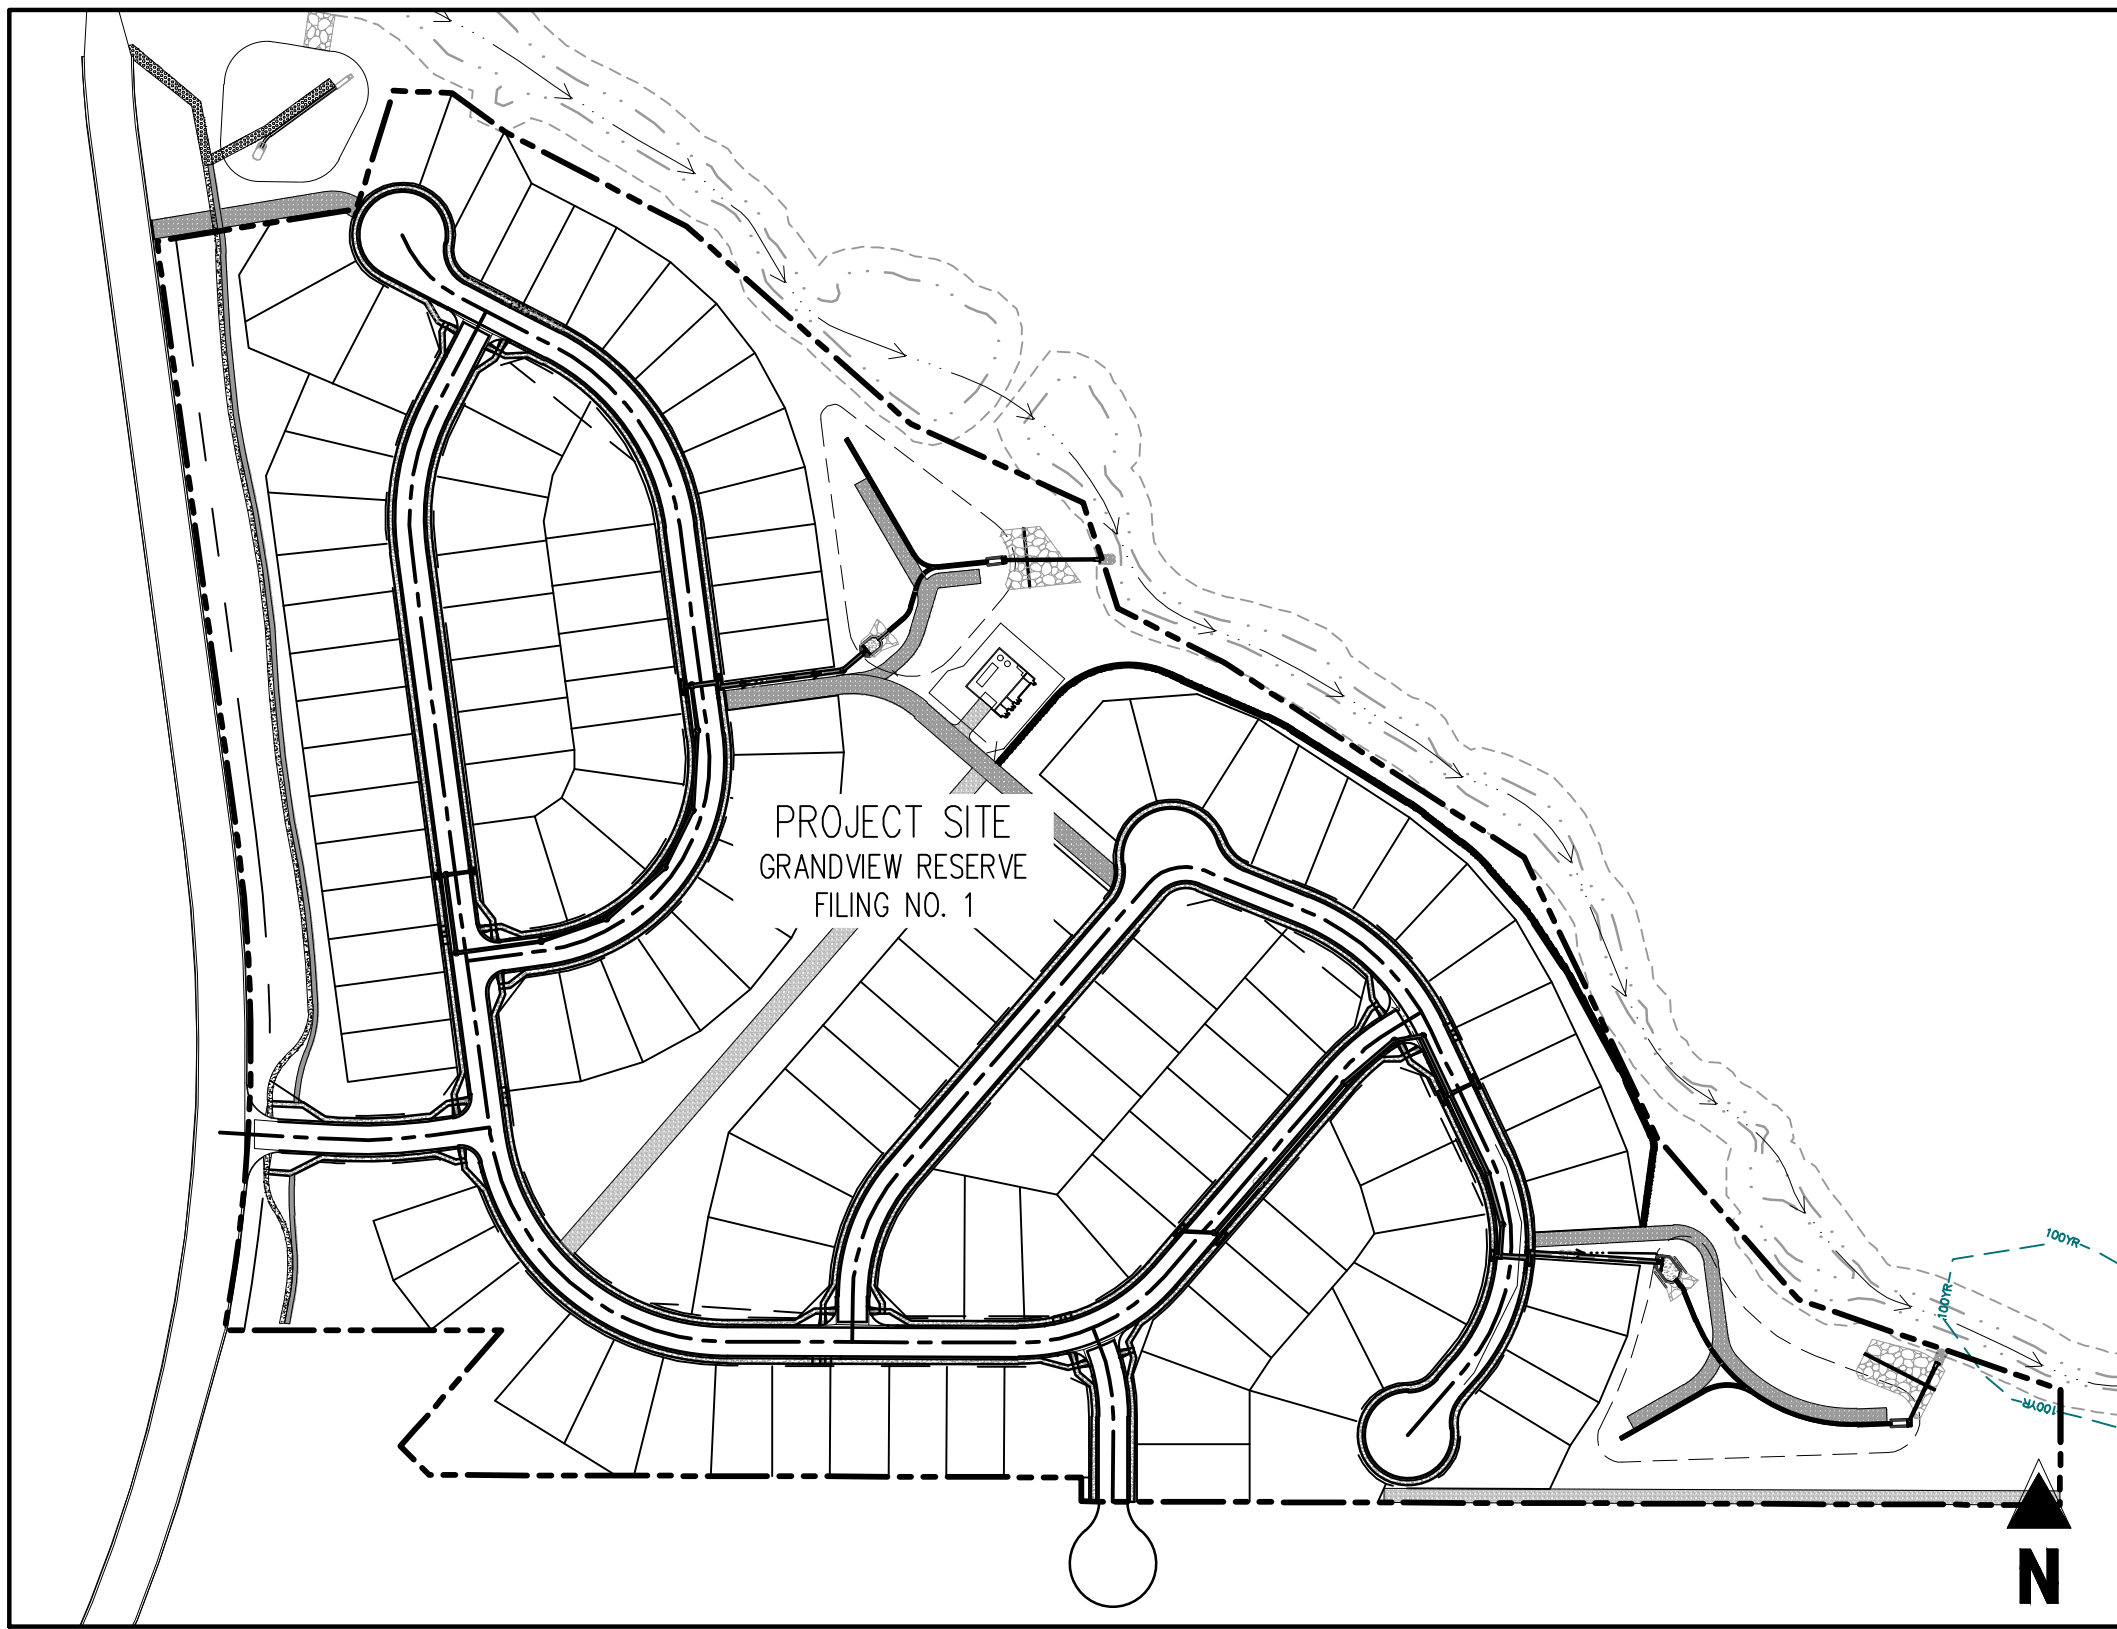 PROJECT SITE
GRANDVIEW RESERVE
FILING NO. 1
100YR
100YR
100YR
N